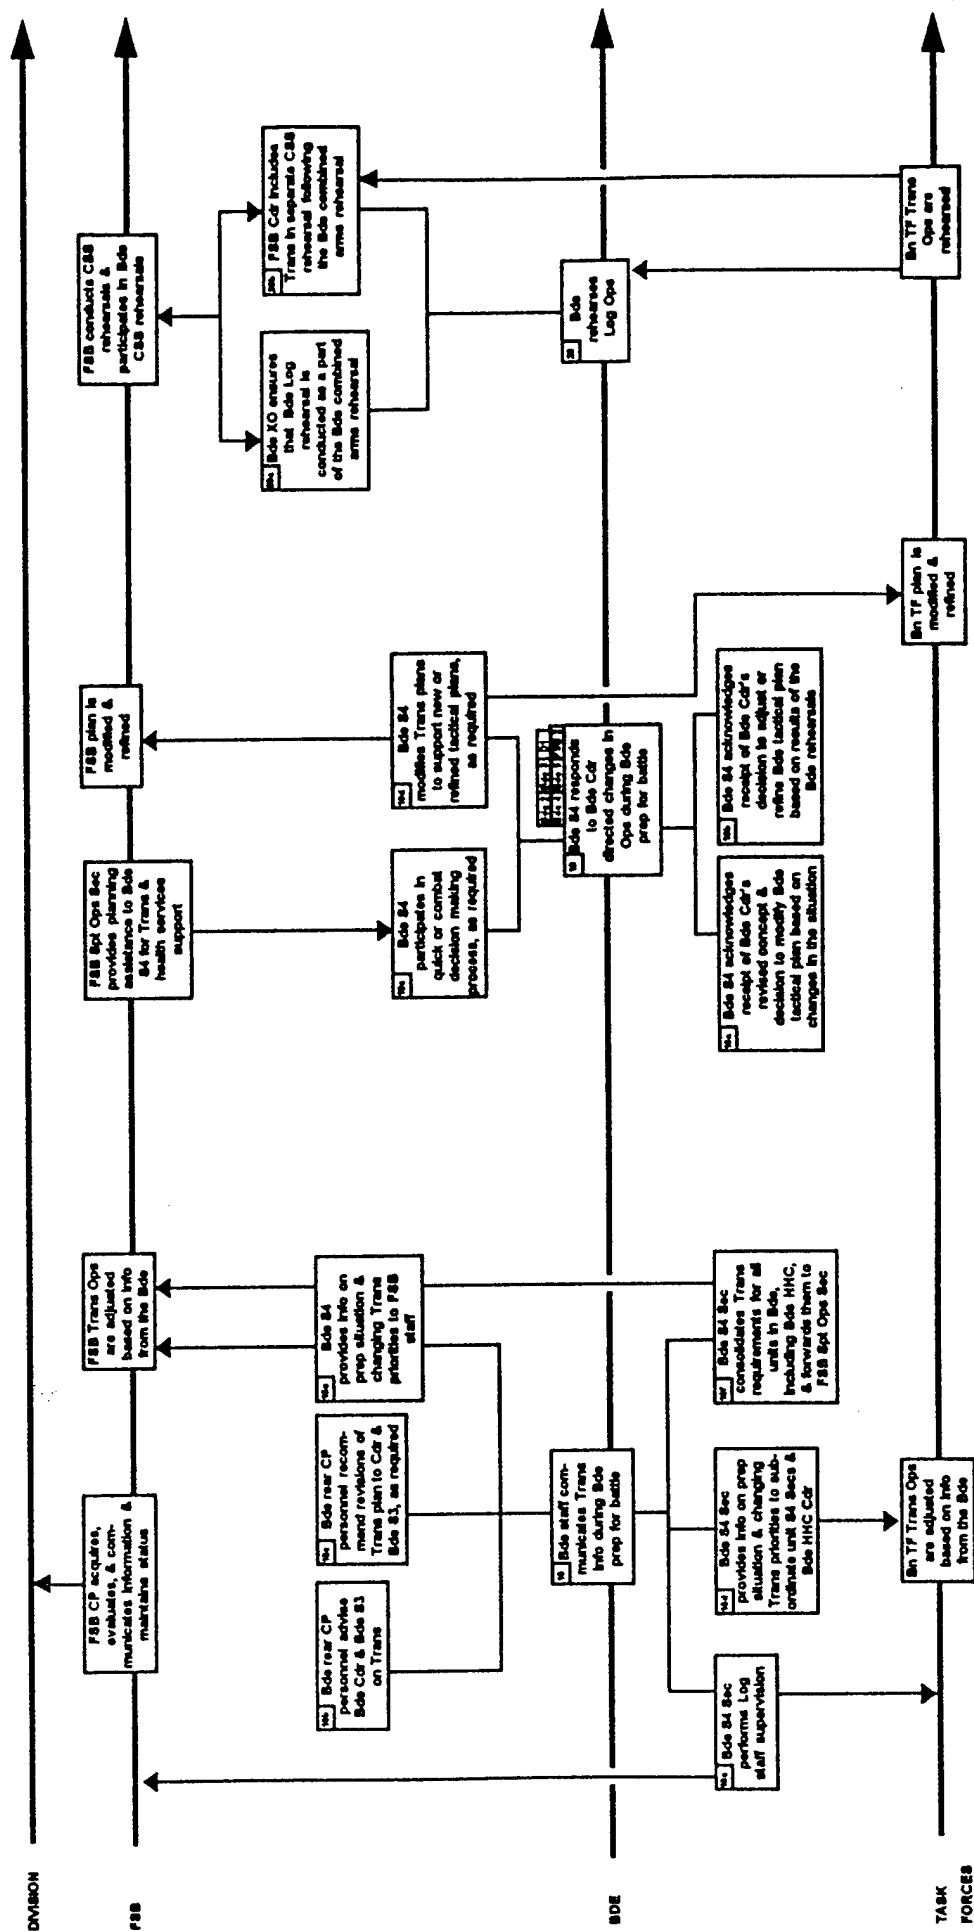 DIVISION
FSB
BDE
TASK
FORCES
FSB CP acquires,
evaluates, & com-
municates information &
maintains status
FSB Trans Ops
are adjusted
based on info
from the Bde
FSB Spt Ops Sec
provides planning
assistance to Bde
S4 for Trans &
health services
support
FSB plan is
modified &
refined
FSB conducts CSS
rehearsals &
participates in Bde
CSS rehearsals
Bde rear CP
personnel advise
Bde Cdr & Bde S3
on Trans
Bde rear CP
personnel recom-
mend revisions of
Trans plan to Cdr &
Bde S3, as required
Bde S4
provides info on
prep situation &
changing Trans
priorities to FSB
staff
Bde S4
participates in
quick or combat
decision making
process, as required
Bde S4
modifies Trans plans
to support new or
refined tactical plans,
as required
Bde XO ensures
that Bde Log
rehearsal is
conducted as a part
of the Bde combined
arms rehearsal
FSB Cdr includes
Trans in separate CSS
rehearsal following
the Bde combined
arms rehearsal
Bde staff com-
municates Trans
info during Bde
prep for battle
Bde S4 responds
to Bde Cdr
directed changes in
Ops during Bde
prep for battle
20
Bde
rehearses
Log Ops
Bde S4 Sec
performs Log
staff supervision
Bde S4 Sec
provides info on prep
situation & changing
Trans priorities to sub-
ordinate unit S4 Secs &
Bde HHC Cdr
Bde S4 Sec
consolidates Trans
requirements for all
units in Bde,
including Bde HHC,
& forwards them to
FSB Spt Ops Sec
Bde S4 acknowledges
receipt of Bde Cdr's
revised concept &
decision to modify Bde
tactical plan based on
changes in the situation
Bde S4 acknowledges
receipt of Bde Cdr's
decision to adjust or
refine Bde tactical plan
based on results of the
Bde rehearsals
Bn TF Trans Ops
are adjusted
based on info
from the Bde
Bn TF plan is
modified &
refined
Bn TF Trans
Ops are
rehearsed